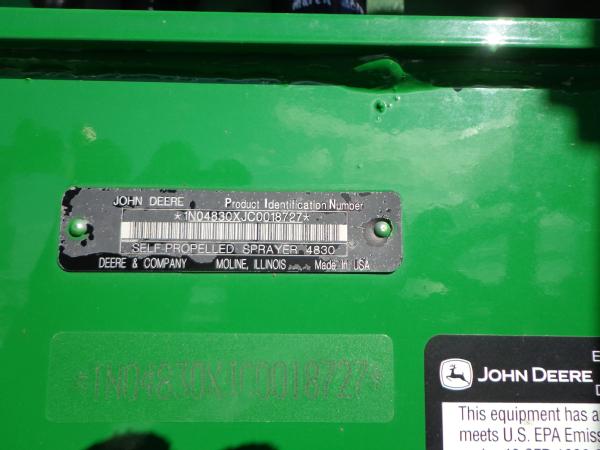 JOHN DEERE Product Identification Number
*1N04830XJC0018727*
SELF-PROPELLED SPRAYER 4830
DEERE & COMPANY MOLINE, ILLINOIS Made in USA
*1N04830XJC0018727*
JOHN DEERE
This equipment has a
meets U.S. EPA Emiss